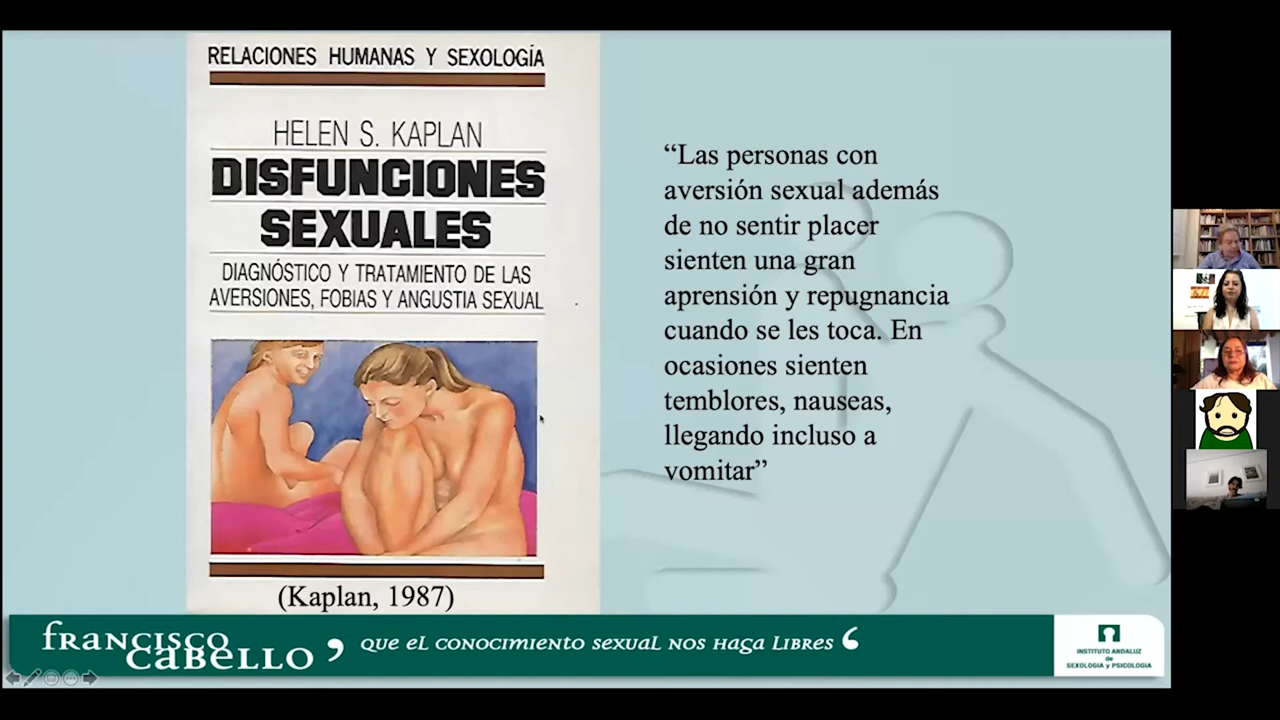 RELACIONES HUMANAS Y SEXOLOGÍA
HELEN S. KAPLAN
DISFUNCIONES
SEXUALES
DIAGNÓSTICO Y TRATAMIENTO DE LAS
AVERSIONES, FOBIAS Y ANGUSTIA SEXUAL
(Kaplan, 1987)
“Las personas con
aversión sexual además
de no sentir placer
sienten una gran
aprensión y repugnancia
cuando se les toca. En
ocasiones sienten
temblores, nauseas,
llegando incluso a
vomitar”
francisco
cabello
, que el conocimiento sexual nos haga libres ‘
INSTITUTO ANDALUZ
de
SEXOLOGIA y PSICOLOGIA